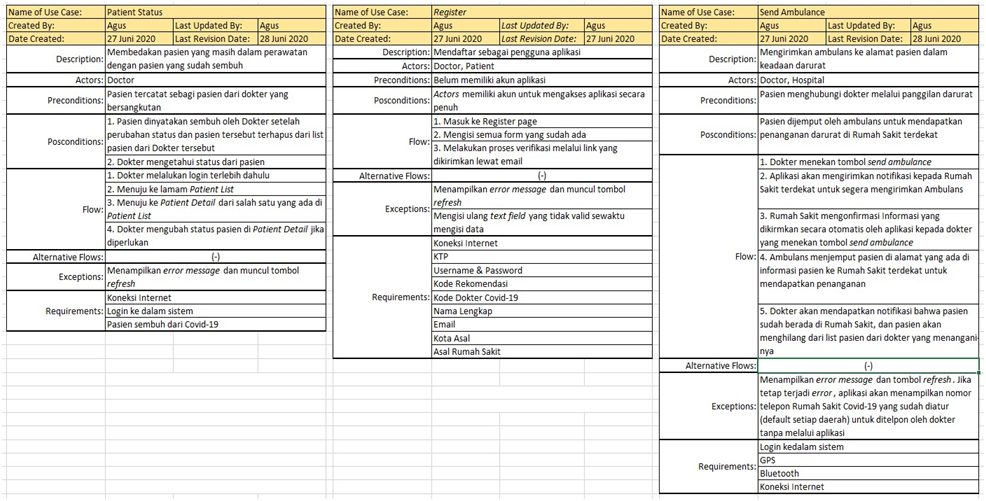 Name of Use Case: Patient Status
Created By: Agus Last Updated By: Agus
Date Created: 27 Juni 2020 Last Revision Date: 28 Juni 2020
Description: Membedakan pasien yang masih dalam perawatan
dengan pasien yang sudah sembuh
Actors: Doctor
Preconditions: Pasien tercatat sebagai pasien dari dokter yang
bersangkutan
Posconditions: 1. Pasien dinyatakan sembuh oleh Dokter setelah
perubahan status dan pasien tersebut terhapus dari list
pasien dari Dokter tersebut
2. Dokter mengetahui status dari pasien
Flow: 1. Dokter melalukan login terlebih dahulu
2. Menuju ke lamam Patient List
3. Menuju ke Patient Detail dari salah satu yang ada di
Patient List
4. Dokter mengubah status pasien di Patient Detail jika
diperlukan
Alternative Flows: (-)
Exceptions: Menampilkan error message dan muncul tombol
refresh
Requirements: Koneksi Internet
Login ke dalam sistem
Pasien sembuh dari Covid-19
Name of Use Case: Register
Created By: Agus Last Updated By: Agus
Date Created: 27 Juni 2020 Last Revision Date: 27 Juni 2020
Description: Mendaftar sebagai pengguna aplikasi
Actors: Doctor, Patient
Preconditions: Belum memiliki akun aplikasi
Posconditions: Actors memiliki akun untuk mengakses aplikasi secara
penuh
Flow: 1. Masuk ke Register page
2. Mengisi semua form yang sudah ada
3. Melakukan proses verifikasi melalui link yang
dikirimkan lewat email
Alternative Flows: (-)
Exceptions: Menampilkan error message dan muncul tombol
refresh
Mengisi ulang text field yang tidak valid sewaktu
mengisi data
Requirements: Koneksi Internet
KTP
Username & Password
Kode Rekomendasi
Kode Dokter Covid-19
Nama Lengkap
Email
Kota Asal
Asal Rumah Sakit
Name of Use Case: Send Ambulance
Created By: Agus Last Updated By: Agus
Date Created: 27 Juni 2020 Last Revision Date: 28 Juni 2020
Description: Mengirimkan ambulans ke alamat pasien dalam
keadaan darurat
Actors: Doctor, Hospital
Preconditions: Pasien menghubungi dokter melalui panggilan darurat
Posconditions: Pasien dijemput oleh ambulans untuk mendapatkan
penanganan darurat di Rumah Sakit terdekat
Flow: 1. Dokter menekan tombol send ambulance
2. Aplikasi akan mengirimkan notifikasi kepada Rumah
Sakit terdekat untuk segera mengirimkan Ambulans
3. Rumah Sakit mengonfirmasi Informasi yang
dikirmkan secara otomatis oleh aplikasi kepada dokter
yang menekan tombol send ambulance
4. Ambulans menjemput pasien di alamat yang ada di
informasi pasien ke Rumah Sakit terdekat untuk
mendapatkan penanganan
5. Dokter akan mendapatkan notifikasi bahwa pasien
sudah berada di Rumah Sakit, dan pasien akan
menghilang dari list pasien dari dokter yang menangani-
nya
Alternative Flows: (-)
Exceptions: Menampilkan error message dan tombol refresh. Jika
tetap terjadi error, aplikasi akan menampilkan nomor
telepon Rumah Sakit Covid-19 yang sudah diatur
(default setiap daerah) untuk ditelpon oleh dokter
tanpa melalui aplikasi
Requirements: Login kedalam sistem
GPS
Bluetooth
Koneksi Internet